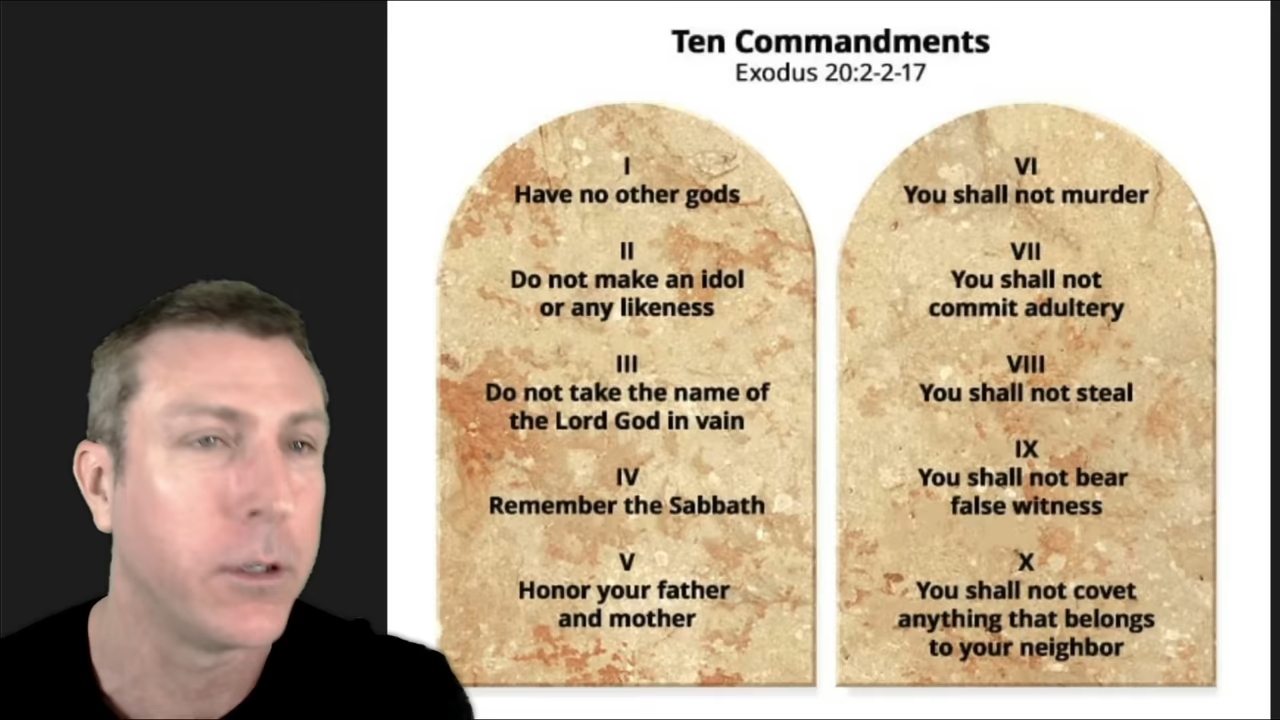 Ten Commandments
Exodus 20:2-2-17
I
Have no other gods
II
Do not make an idol
or any likeness
III
Do not take the name of
the Lord God in vain
IV
Remember the Sabbath
V
Honor your father
and mother
VI
You shall not murder
VII
You shall not
commit adultery
VIII
You shall not steal
IX
You shall not bear
false witness
X
You shall not covet
anything that belongs
to your neighbor